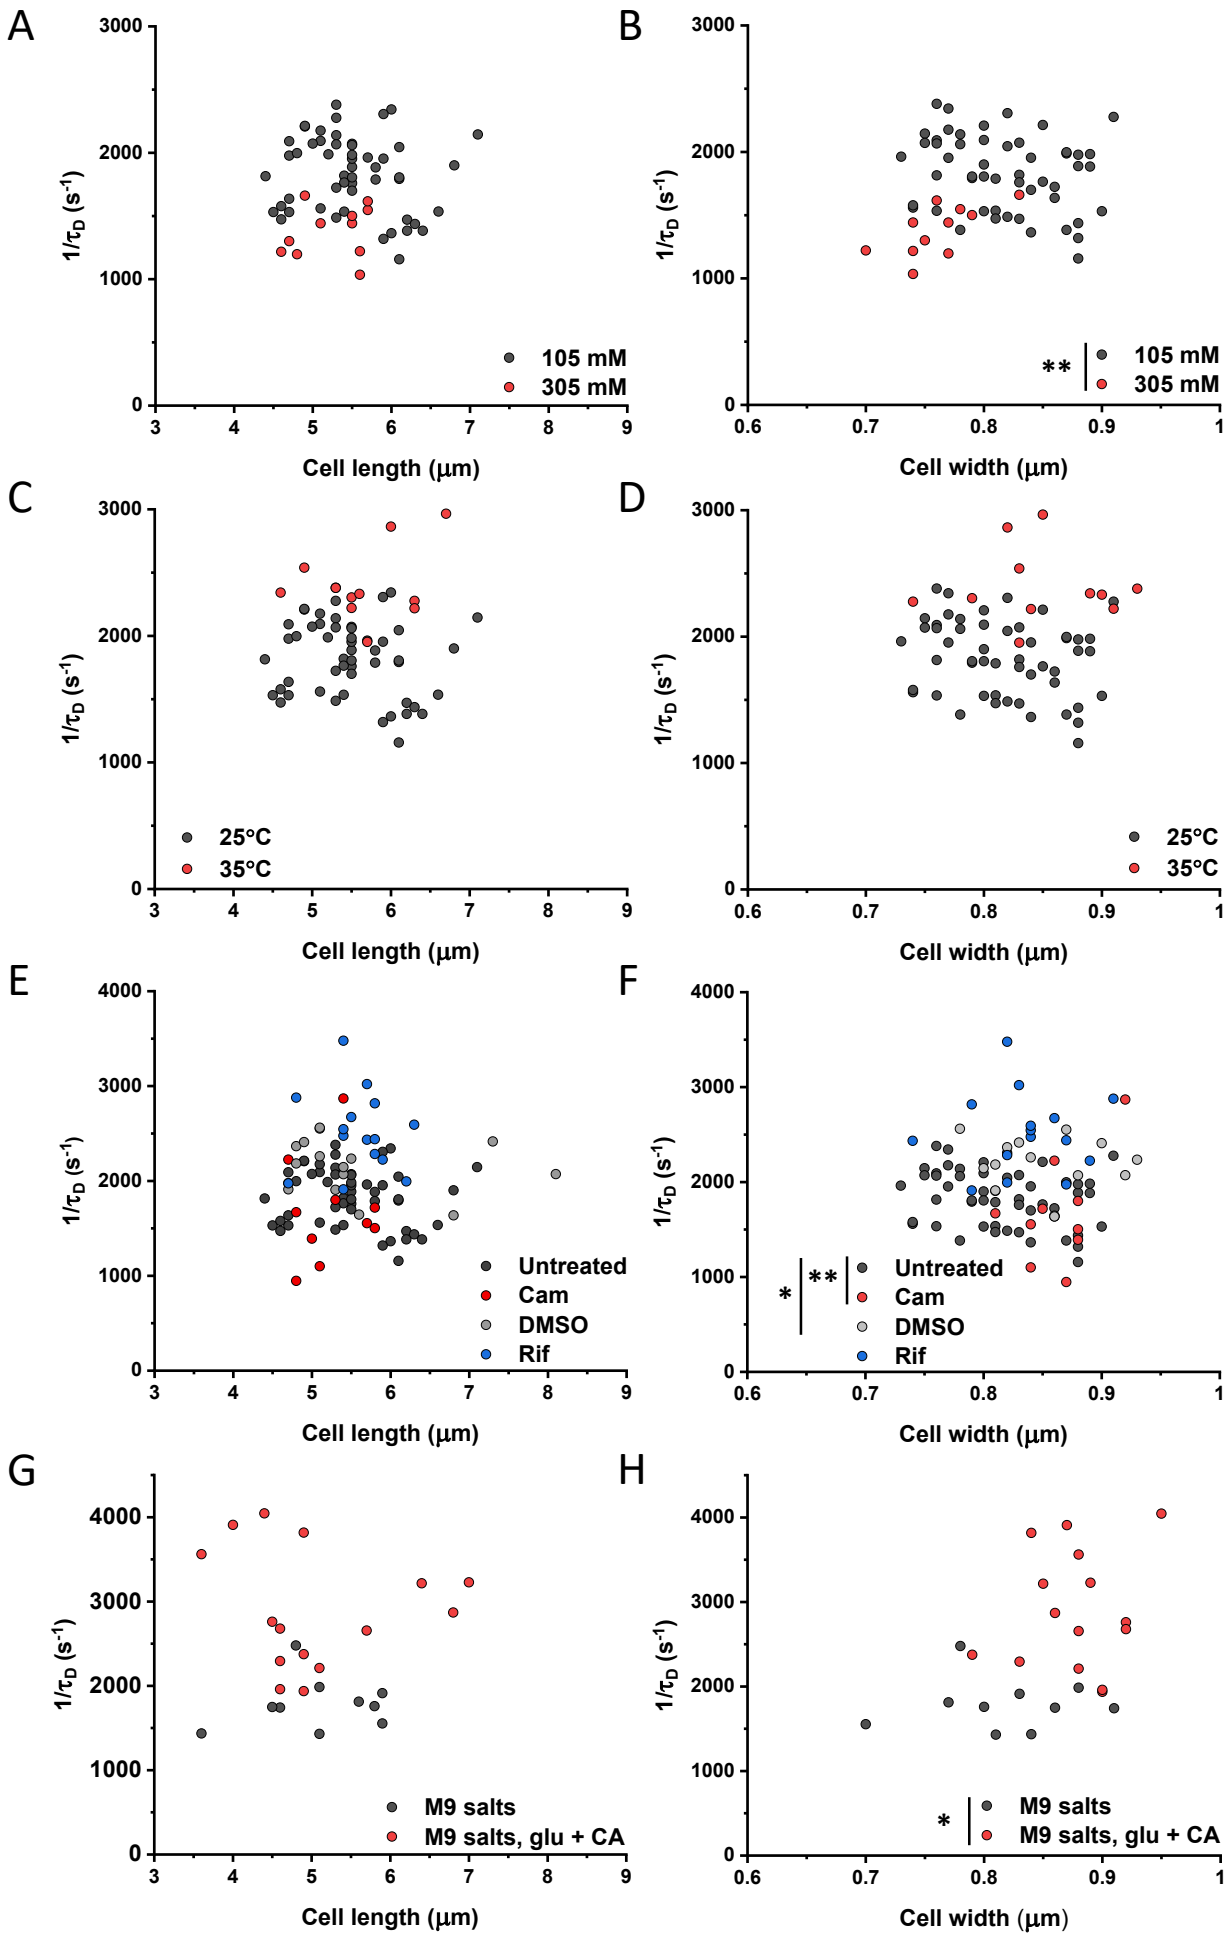 A
3000
2000
1000
0
1/τD (s-1)
105 mM
305 mM
3 4 5 6 7 8 9
Cell length (μm)
B
3000
2000
1000
0
1/τD (s-1)
** 105 mM
305 mM
0.6 0.7 0.8 0.9 1
Cell width (μm)
C
3000
2000
1000
0
1/τD (s-1)
25°C
35°C
3 4 5 6 7 8 9
Cell length (μm)
D
3000
2000
1000
0
1/τD (s-1)
25°C
35°C
0.6 0.7 0.8 0.9 1
Cell width (μm)
E
4000
3000
2000
1000
0
1/τD (s-1)
Untreated
Cam
DMSO
Rif
3 4 5 6 7 8 9
Cell length (μm)
F
4000
3000
2000
1000
0
1/τD (s-1)
* ** Untreated
Cam
DMSO
Rif
0.6 0.7 0.8 0.9 1
Cell width (μm)
G
4000
3000
2000
1000
0
1/τD (s-1)
M9 salts
M9 salts, glu + CA
3 4 5 6 7 8 9
Cell length (μm)
H
4000
3000
2000
1000
0
1/τD (s-1)
* M9 salts
M9 salts, glu + CA
0.6 0.7 0.8 0.9 1
Cell width (μm)